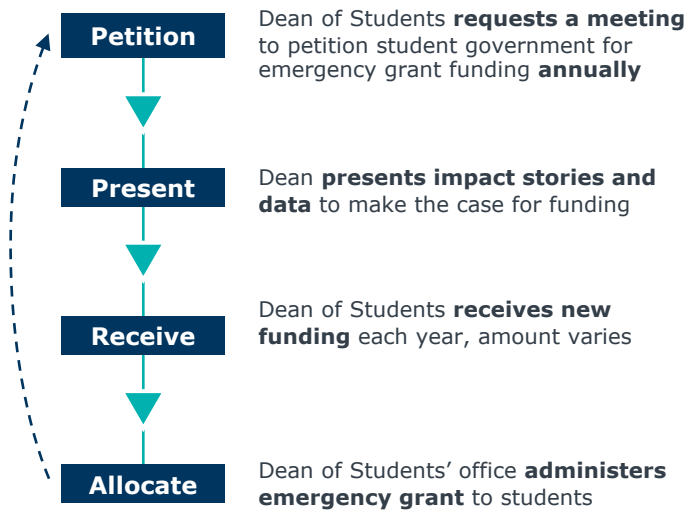 Petition
Dean of Students requests a meeting
to petition student government for
emergency grant funding annually
Present
Dean presents impact stories and
data to make the case for funding
Receive
Dean of Students receives new
funding each year, amount varies
Allocate
Dean of Students’ office administers
emergency grant to students